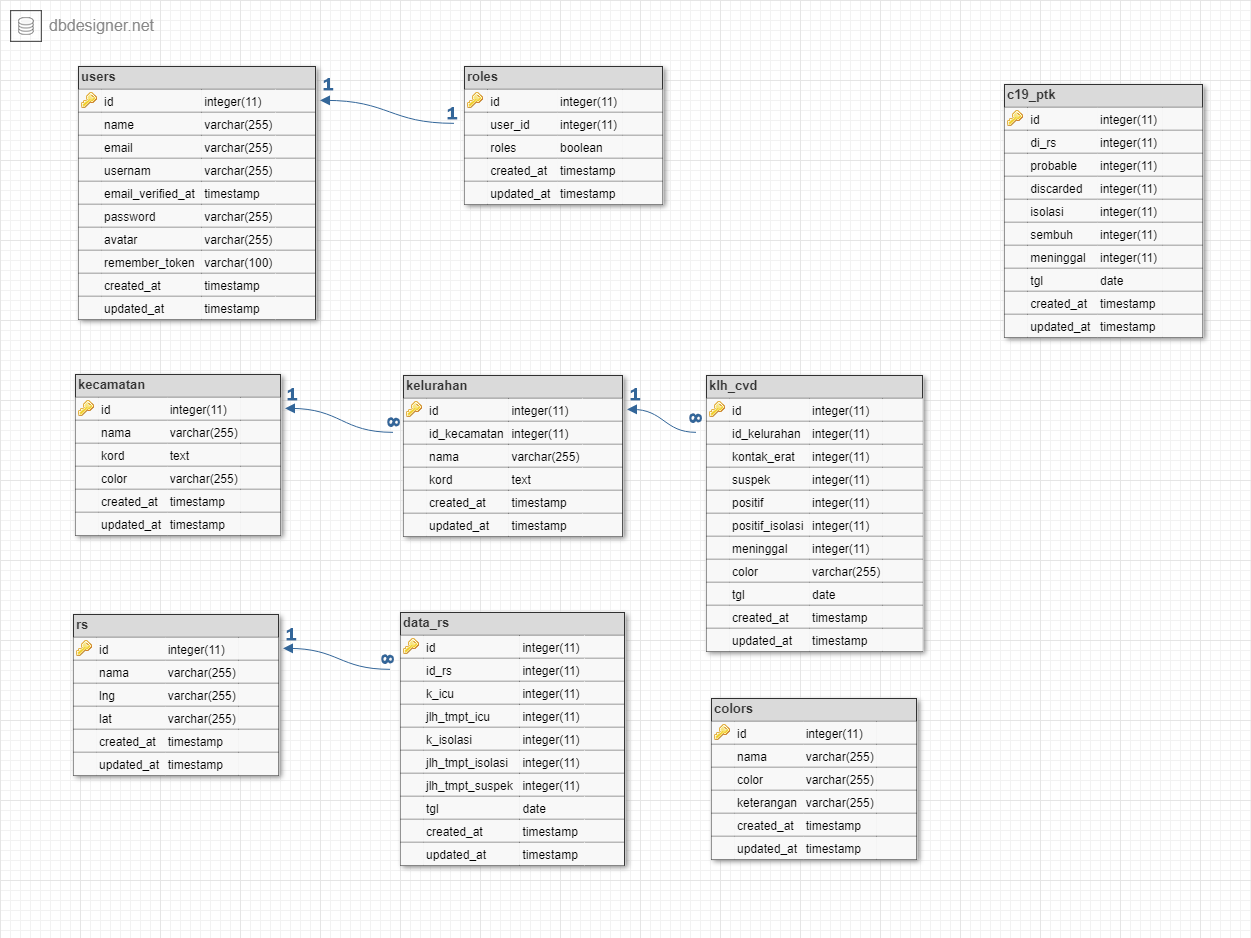 dbdesigner.net
users
id integer(11)
name varchar(255)
email varchar(255)
usernam varchar(255)
email_verified_at timestamp
password varchar(255)
avatar varchar(255)
remember_token varchar(100)
created_at timestamp
updated_at timestamp
1
1
roles
id integer(11)
user_id integer(11)
roles boolean
created_at timestamp
updated_at timestamp
c19_ptk
id integer(11)
di_rs integer(11)
probable integer(11)
discarded integer(11)
isolasi integer(11)
sembuh integer(11)
meninggal integer(11)
tgl date
created_at timestamp
updated_at timestamp
kecamatan
id integer(11)
nama varchar(255)
kord text
color varchar(255)
created_at timestamp
updated_at timestamp
1
∞
kelurahan
id integer(11)
id_kecamatan integer(11)
nama varchar(255)
kord text
created_at timestamp
updated_at timestamp
1
∞
klh_cvd
id integer(11)
id_kelurahan integer(11)
kontak_erat integer(11)
suspek integer(11)
positif integer(11)
positif_isolasi integer(11)
meninggal integer(11)
color varchar(255)
tgl date
created_at timestamp
updated_at timestamp
rs
id integer(11)
nama varchar(255)
lng varchar(255)
lat varchar(255)
created_at timestamp
updated_at timestamp
1
∞
data_rs
id integer(11)
id_rs integer(11)
k_icu integer(11)
jlh_tmpt_icu integer(11)
k_isolasi integer(11)
jlh_tmpt_isolasi integer(11)
jlh_tmpt_suspek integer(11)
tgl date
created_at timestamp
updated_at timestamp
colors
id integer(11)
nama varchar(255)
color varchar(255)
keterangan varchar(255)
created_at timestamp
updated_at timestamp